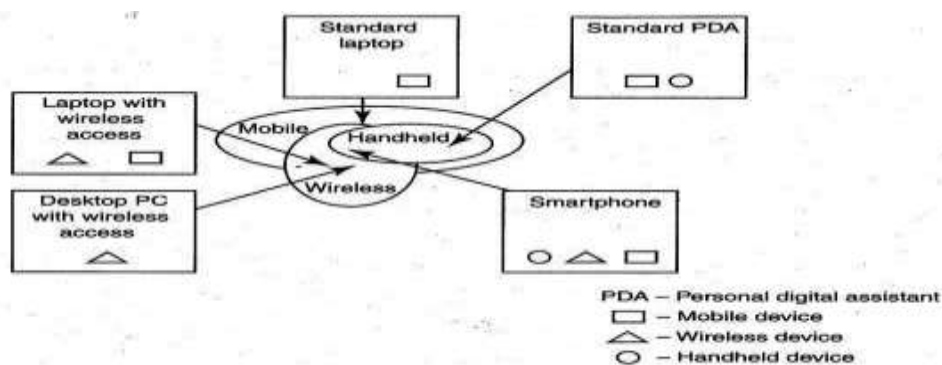 Standard
laptop
Standard PDA
Laptop with
wireless
access
Mobile
Handheld
Wireless
Desktop PC
with wireless
access
Smartphone
PDA – Personal digital assistant
– Mobile device
– Wireless device
– Handheld device